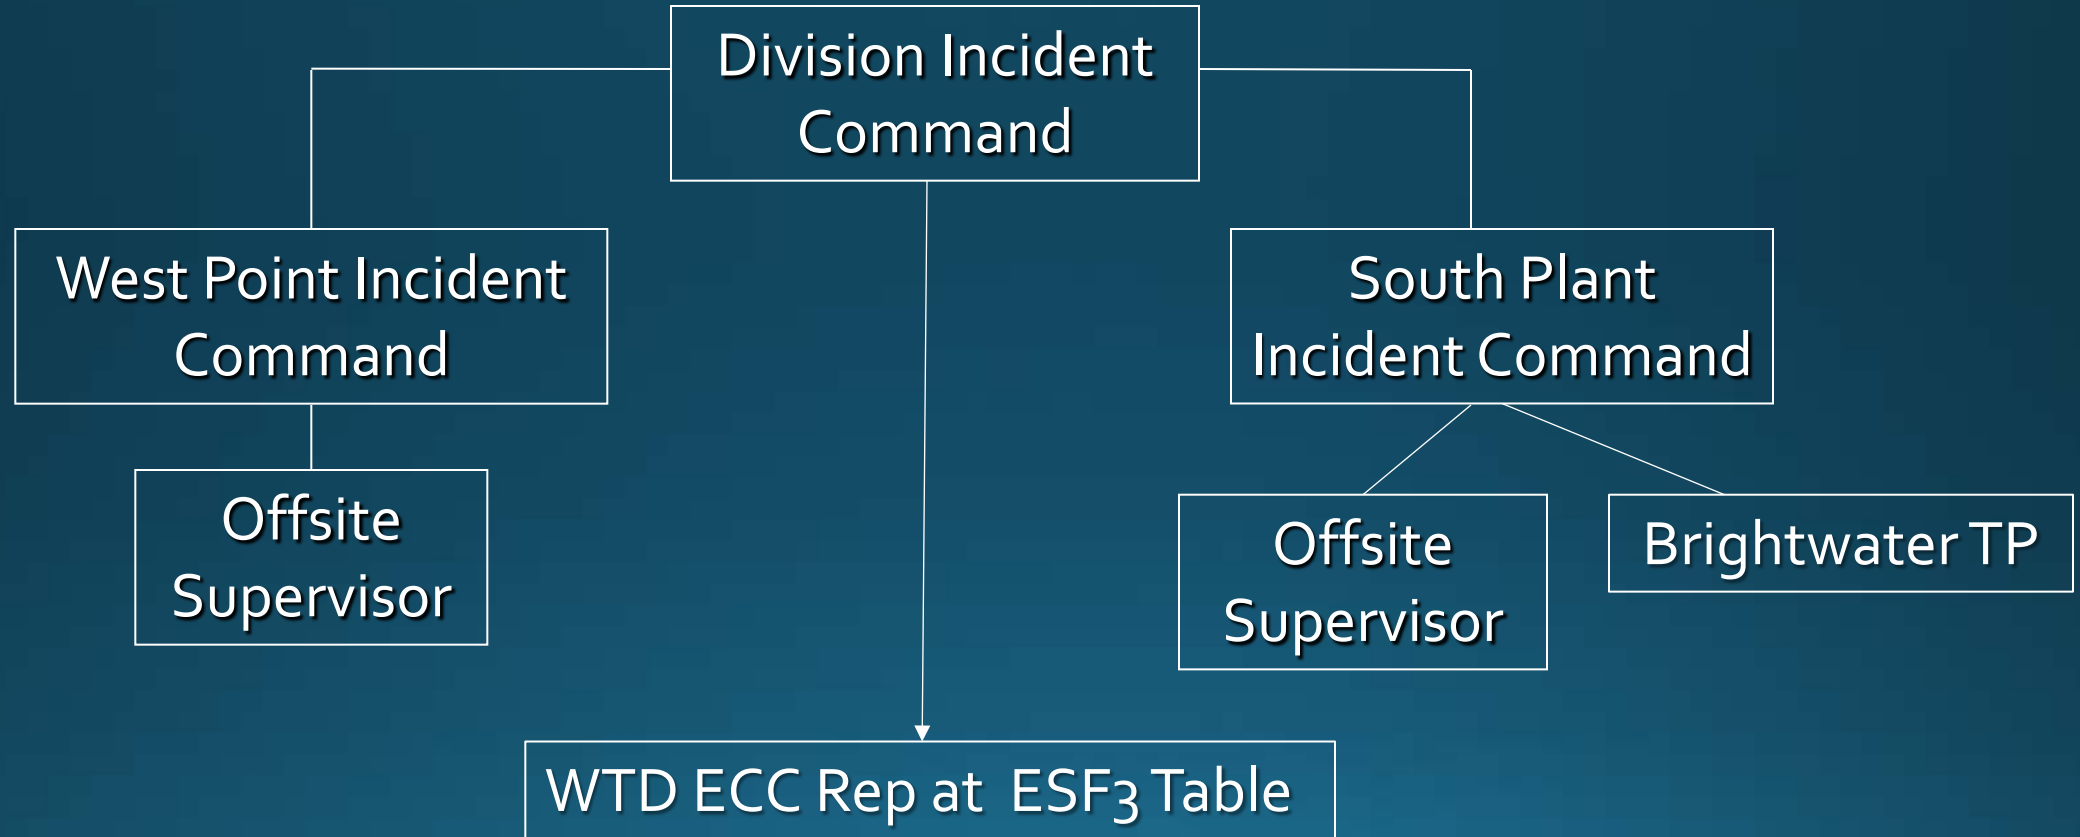 Division Incident
Command
West Point Incident
Command
South Plant
Incident Command
Offsite
Supervisor
Offsite
Supervisor
Brightwater TP
WTD ECC Rep at ESF3 Table